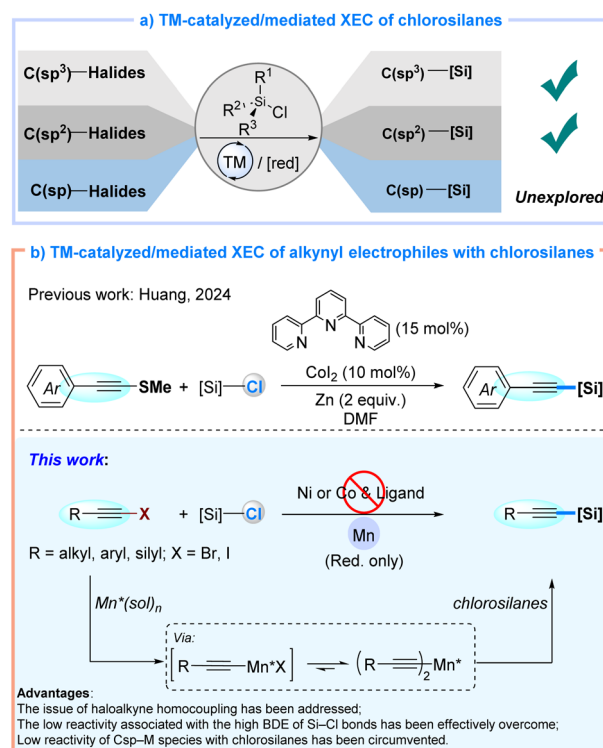 a) TM-catalyzed/mediated XEC of chlorosilanes
C(sp³)—Halides
C(sp²)—Halides
C(sp)—Halides
R¹
R²
Si
Cl
R³
TM / [red]
C(sp³)—[Si]
C(sp²)—[Si]
C(sp)—[Si]
Unexplored
b) TM-catalyzed/mediated XEC of alkynyl electrophiles with chlorosilanes
Previous work: Huang, 2024
N N N
(15 mol%)
Ar SMe + [Si]—Cl
CoI₂ (10 mol%)
Zn (2 equiv.)
DMF
Ar [Si]
This work:
R X + [Si]—Cl
Ni or Co & Ligand
Mn
(Red. only)
R [Si]
R = alkyl, aryl, silyl; X = Br, I
Mn*(sol)ₙ
chlorosilanes
Via:
[R Mn*X] (R )₂Mn*
Advantages:
The issue of haloalkyne homocoupling has been addressed;
The low reactivity associated with the high BDE of Si–Cl bonds has been effectively overcome;
Low reactivity of Csp–M species with chlorosilanes has been circumvented.